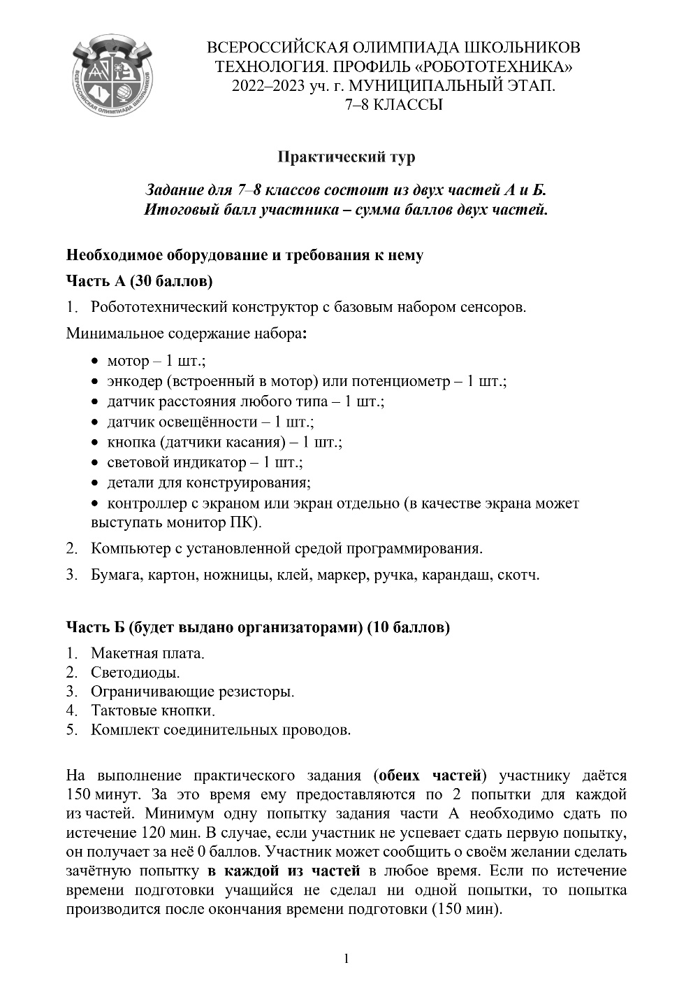 ВСЕРОССИЙСКАЯ ОЛИМПИАДА ШКОЛЬНИКОВ
ВСЕРОССИЙСКАЯ ОЛИМПИАДА ШКОЛЬНИКОВ
ТЕХНОЛОГИЯ. ПРОФИЛЬ «РОБОТОТЕХНИКА»
2022–2023 уч. г. МУНИЦИПАЛЬНЫЙ ЭТАП.
7–8 КЛАССЫ
Практический тур
Задание для 7–8 классов состоит из двух частей А и Б.
Итоговый балл участника – сумма баллов двух частей.
Необходимое оборудование и требования к нему
Часть А (30 баллов)
1. Робототехнический конструктор с базовым набором сенсоров.
Минимальное содержание набора:
• мотор – 1 шт.;
• энкодер (встроенный в мотор) или потенциометр – 1 шт.;
• датчик расстояния любого типа – 1 шт.;
• датчик освещённости – 1 шт.;
• кнопка (датчики касания) – 1 шт.;
• световой индикатор – 1 шт.;
• детали для конструирования;
• контроллер с экраном или экран отдельно (в качестве экрана может
выступать монитор ПК).
2. Компьютер с установленной средой программирования.
3. Бумага, картон, ножницы, клей, маркер, ручка, карандаш, скотч.
Часть Б (будет выдано организаторами) (10 баллов)
1. Макетная плата.
2. Светодиоды.
3. Ограничивающие резисторы.
4. Тактовые кнопки.
5. Комплект соединительных проводов.
На выполнение практического задания (обеих частей) участнику даётся
150 минут. За это время ему предоставляются по 2 попытки для каждой
из частей. Минимум одну попытку задания части А необходимо сдать по
истечение 120 мин. В случае, если участник не успевает сдать первую попытку,
он получает за неё 0 баллов. Участник может сообщить о своём желании сделать
зачётную попытку в каждой из частей в любое время. Если по истечение
времени подготовки учащийся не сделал ни одной попытки, то попытка
производится после окончания времени подготовки (150 мин).
1